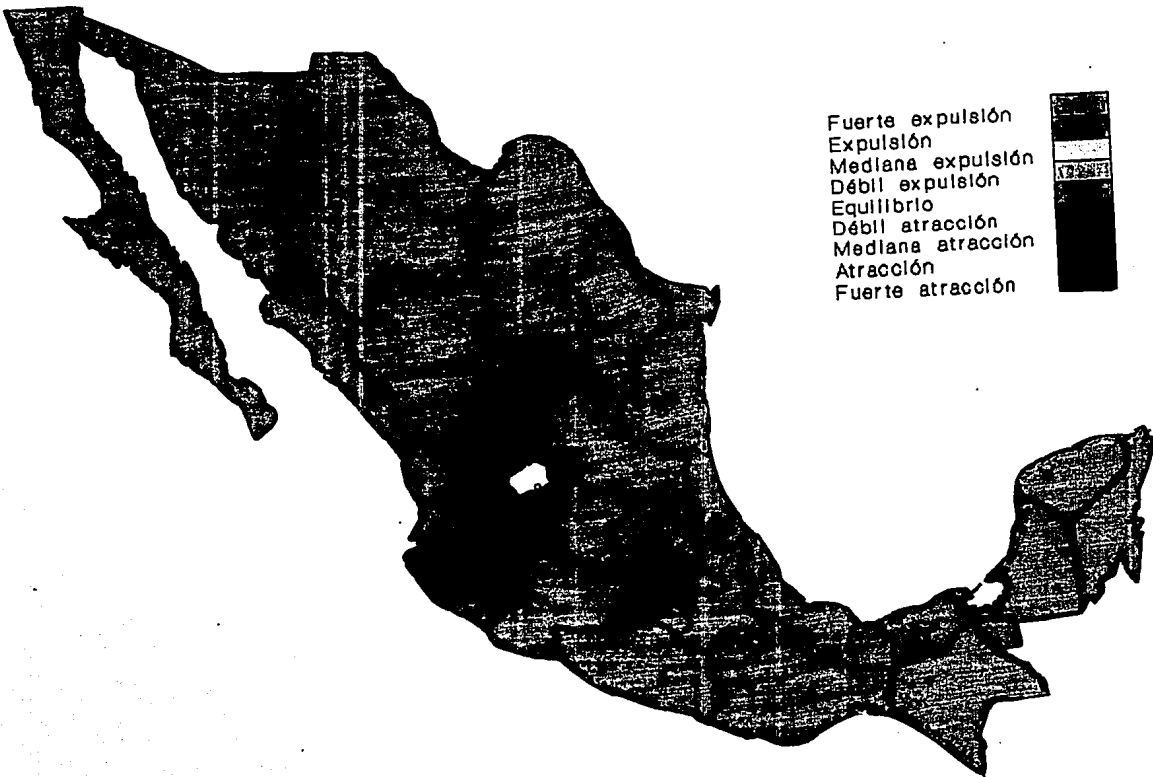 Fuerte expulsión
Expulsión
Mediana expulsión
Débil expulsión
Equilibrio
Débil atracción
Mediana atracción
Atracción
Fuerte atracción